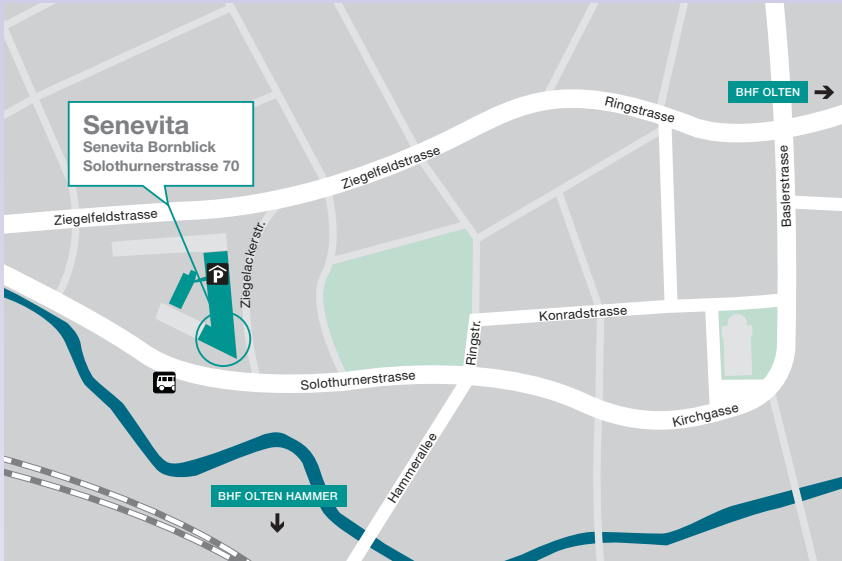 BHF OLTEN
Ringstrasse
Senevita
Senevita Bornblick
Solothurnerstrasse 70
Ziegelfeldstrasse
Baslerstrasse
Ziegelfeldstrasse
Ziegelackerstr.
P
Konradstrasse
Ringstr.
Solothurnerstrasse
Kirchgasse
Hammerallee
BHF OLTEN HAMMER